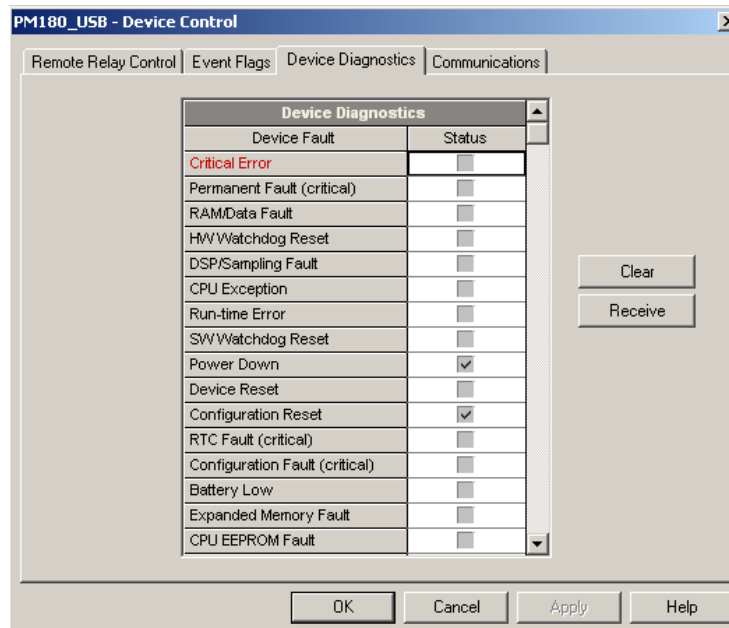 PM180_USB - Device Control
Remote Relay Control Event Flags Device Diagnostics Communications
Device Diagnostics
Device Fault Status
Critical Error
Permanent Fault (critical)
RAM/Data Fault
HW Watchdog Reset
DSP/Sampling Fault
CPU Exception
Clear
Run-time Error
Receive
SW Watchdog Reset
Power Down
Device Reset
Configuration Reset
RTC Fault (critical)
Configuration Fault (critical)
Battery Low
Expanded Memory Fault
CPU EEPROM Fault
OK Cancel Apply Help